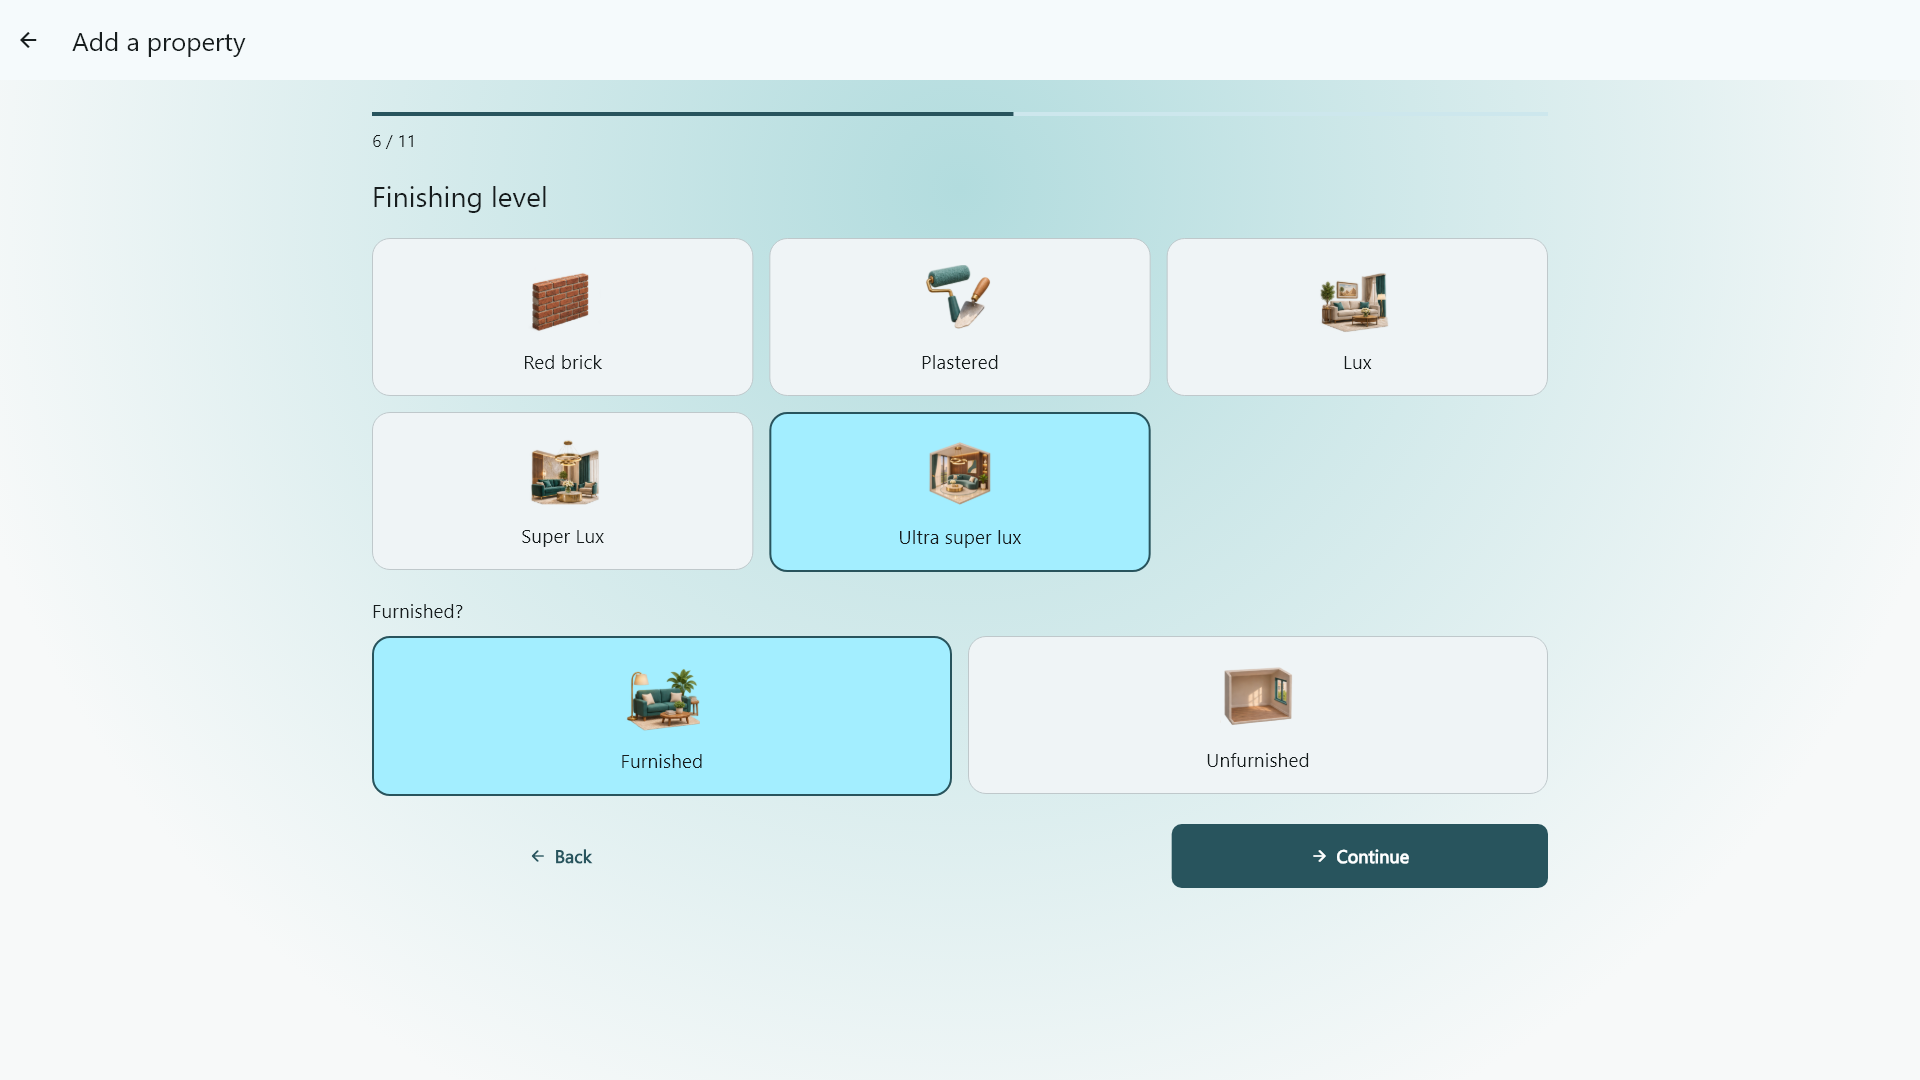 Add a property
6 / 11
Finishing level
Red brick
Plastered
Lux
Super Lux
Ultra super lux
Furnished?
Furnished
Unfurnished
Back
Continue